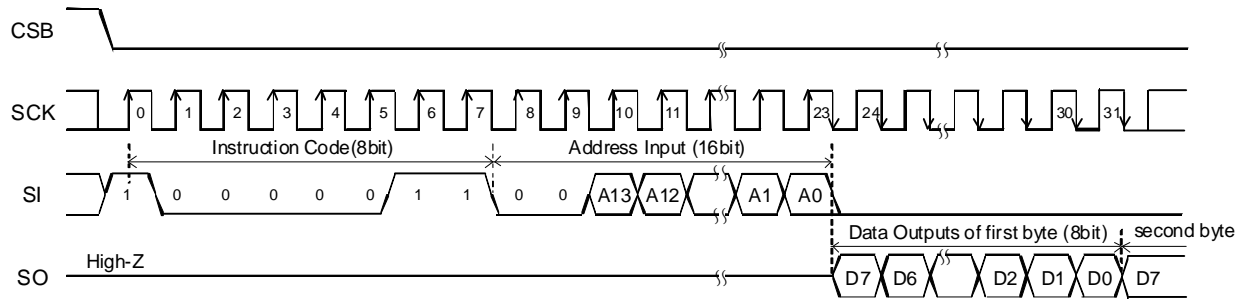 CSB
SCK 0 1 2 3 4 5 6 7 8 9 10 11 23 24 30 31
Instruction Code(8bit) Address Input (16bit)
SI 1 0 0 0 0 0 1 1 0 0 A13 A12 A1 A0
Data Outputs of first byte (8bit) second byte
High-Z
SO D7 D6 D2 D1 D0 D7